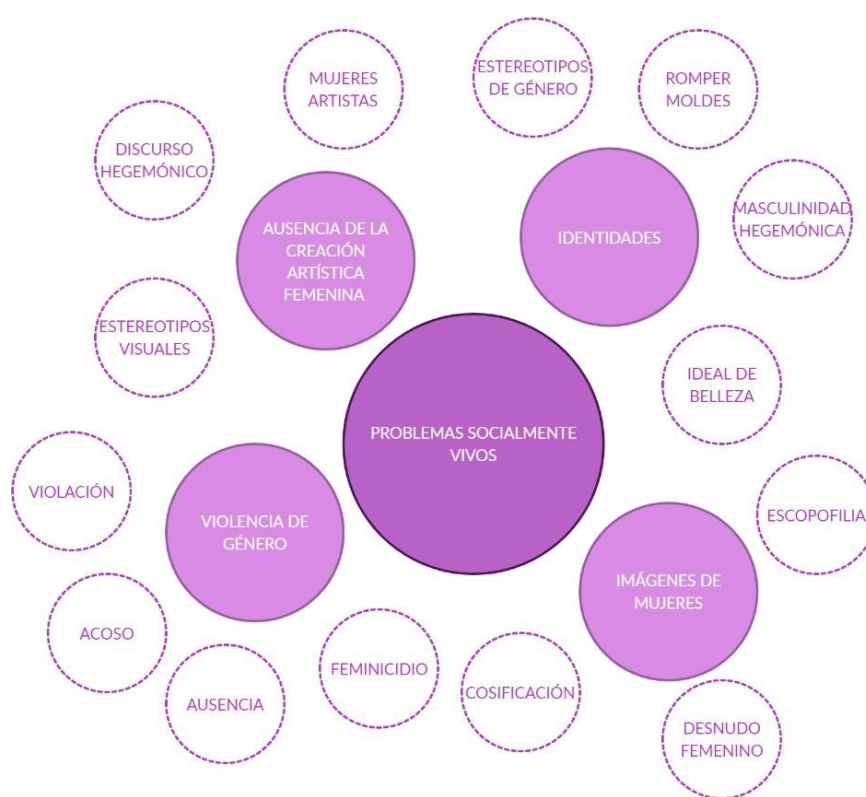 MUJERES
ARTISTAS
ESTEREOTIPOS
DE GÉNERO
ROMPER
MOLDES
DISCURSO
HEGEMÓNICO
AUSENCIA DE LA
CREACIÓN
ARTÍSTICA
FEMENINA
IDENTIDADES
MASCULINIDAD
HEGEMÓNICA
ESTEREOTIPOS
VISUALES
IDEAL DE
BELLEZA
PROBLEMAS SOCIALMENTE
VIVOS
VIOLACIÓN
VIOLENCIA DE
GÉNERO
ESCOPOFILIA
IMÁGENES DE
MUJERES
ACOSO
AUSENCIA
FEMINICIDIO
COSIFICACIÓN
DESNUDO
FEMENINO